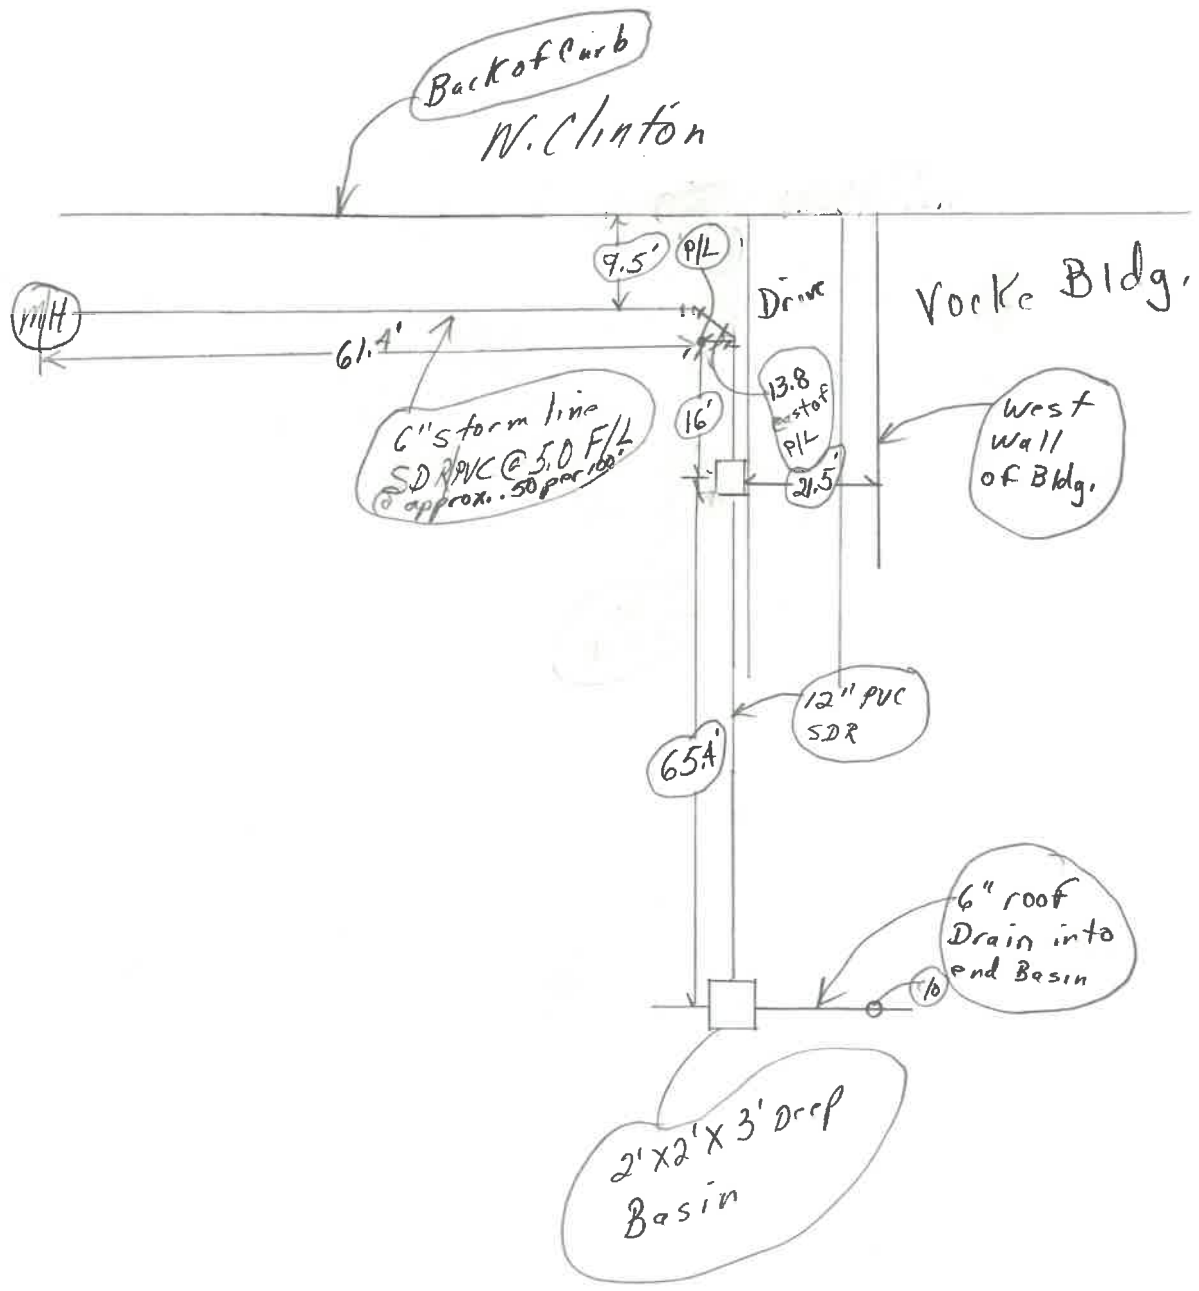 Back of Curb
N. Clinton
9.5'
P/L
Drive
Vocke Bldg.
MH
61.4'
6" storm line
SDR PVC @ 5.0 F/L
@ approx. .50 per 100'
16'
13.8
east of
P/L
21.5'
West
Wall
of Bldg.
12" PVC
SDR
65.4'
6" roof
Drain into
end Basin
2'X2'X3' Deep
Basin